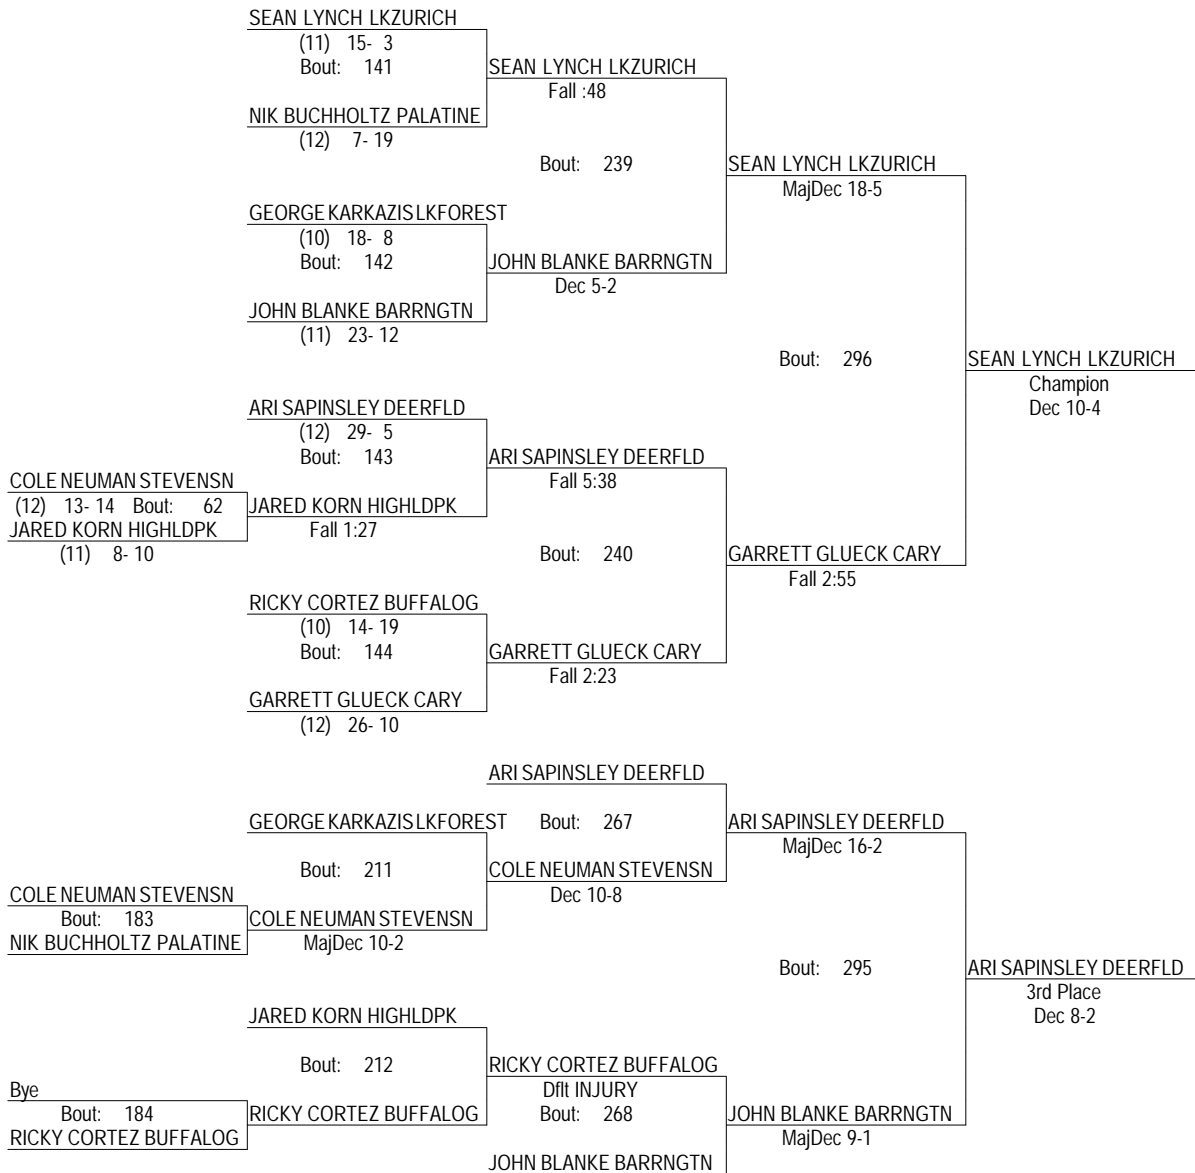 SEAN LYNCH LKZURICH
(11) 15- 3
Bout: 141
SEAN LYNCH LKZURICH
Fall :48
NIK BUCHHOLTZ PALATINE
(12) 7- 19
Bout: 239
SEAN LYNCH LKZURICH
MajDec 18-5
GEORGE KARKAZIS LKFOREST
(10) 18- 8
Bout: 142
JOHN BLANKE BARRNGTN
Dec 5-2
JOHN BLANKE BARRNGTN
(11) 23- 12
Bout: 296
SEAN LYNCH LKZURICH
Champion
Dec 10-4
ARI SAPINSLEY DEERFLD
(12) 29- 5
Bout: 143
ARI SAPINSLEY DEERFLD
Fall 5:38
COLE NEUMAN STEVENSN
(12) 13- 14 Bout: 62
JARED KORN HIGHLDPK
Fall 1:27
JARED KORN HIGHLDPK
(11) 8- 10
Bout: 240
GARRETT GLUECK CARY
Fall 2:55
RICKY CORTEZ BUFFALOG
(10) 14- 19
Bout: 144
GARRETT GLUECK CARY
Fall 2:23
GARRETT GLUECK CARY
(12) 26- 10
ARI SAPINSLEY DEERFLD
GEORGE KARKAZIS LKFOREST
Bout: 267
ARI SAPINSLEY DEERFLD
MajDec 16-2
Bout: 211
COLE NEUMAN STEVENSN
Dec 10-8
COLE NEUMAN STEVENSN
Bout: 183
COLE NEUMAN STEVENSN
MajDec 10-2
NIK BUCHHOLTZ PALATINE
Bout: 295
ARI SAPINSLEY DEERFLD
3rd Place
Dec 8-2
JARED KORN HIGHLDPK
Bout: 212
RICKY CORTEZ BUFFALOG
Dflt INJURY
Bye
Bout: 184
RICKY CORTEZ BUFFALOG
Bout: 268
JOHN BLANKE BARRNGTN
MajDec 9-1
RICKY CORTEZ BUFFALOG
JOHN BLANKE BARRNGTN